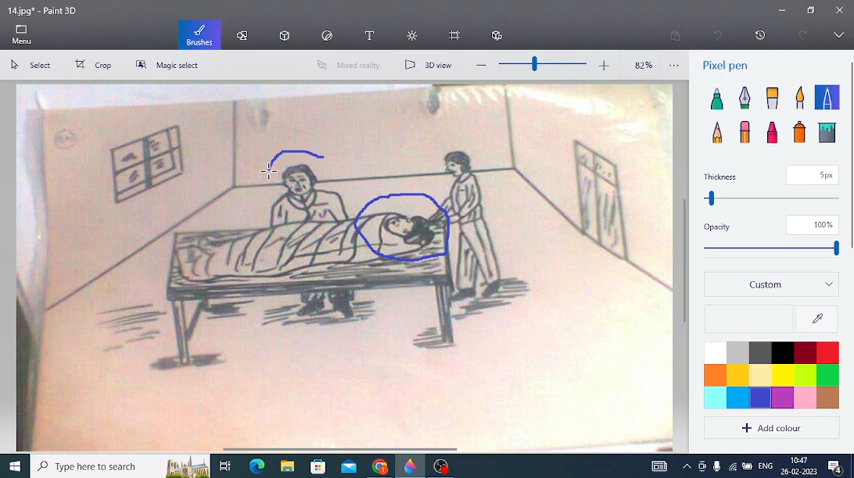 14.jpg* - Paint 3D
Menu
Brushes
Select
Crop
Magic select
Mixed reality
3D view
82%
Pixel pen
Thickness
5px
Opacity
100%
Custom
Add colour
Type here to search
ENG
10:47
26-02-2023
4